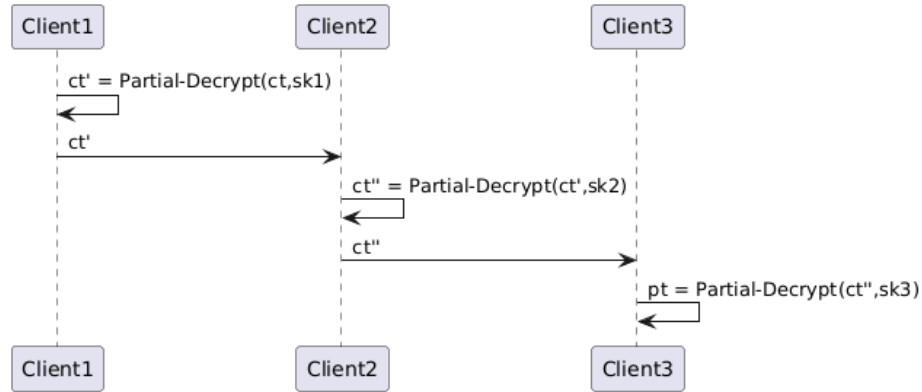 Client1 Client2 Client3
ct' = Partial-Decrypt(ct,sk1)
ct'
ct'' = Partial-Decrypt(ct',sk2)
ct''
pt = Partial-Decrypt(ct'',sk3)
Client1 Client2 Client3